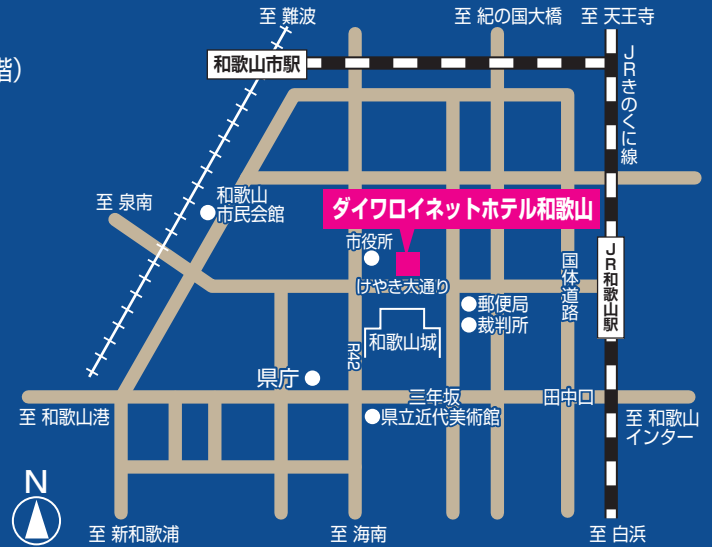 至 難波
至 紀の国大橋
至 天王寺
階）
和歌山市駅
JRきのくに線
至 泉南
和歌山
市民会館
ダイワロイネットホテル和歌山
市役所
けやき大通り
国体道路
JR和歌山駅
郵便局
裁判所
和歌山城
R42
県庁
三年坂
田中口
至 和歌山港
県立近代美術館
至 和歌山
インター
N
至 新和歌浦
至 海南
至 白浜